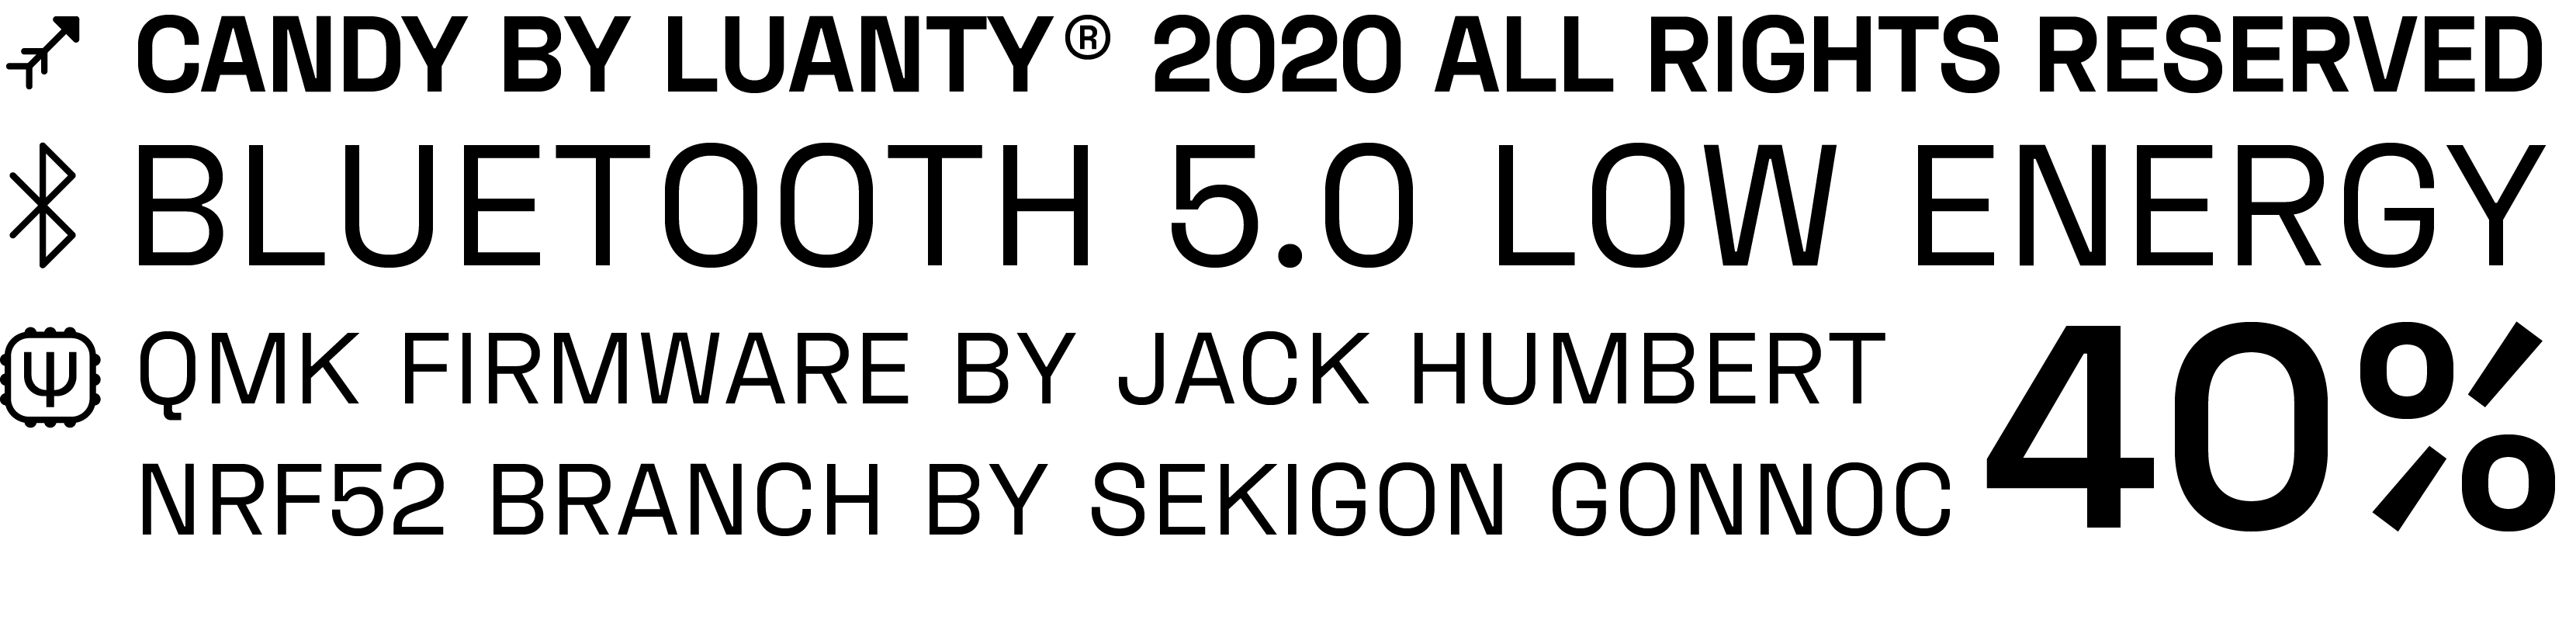 CANDY BY LUANTY® 2020 ALL RIGHTS RESERVED
BLUETOOTH 5.0 LOW ENERGY
QMK FIRMWARE BY JACK HUMBERT
NRF52 BRANCH BY SEKIGON GONNOC
40%